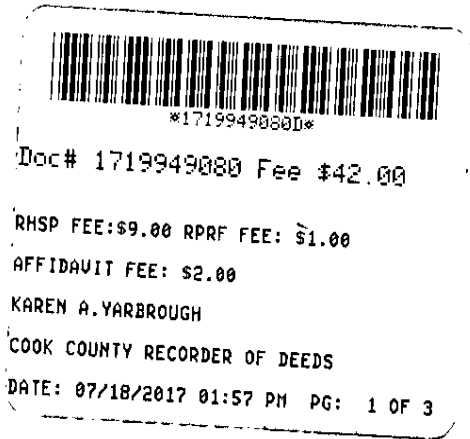 *1719949080D*
Doc# 1719949080 Fee $42.00
RHSP FEE:$9.00 RPRF FEE: $1.00
AFFIDAVIT FEE: $2.00
KAREN A.YARBROUGH
COOK COUNTY RECORDER OF DEEDS
DATE: 07/18/2017 01:57 PM PG: 1 OF 3